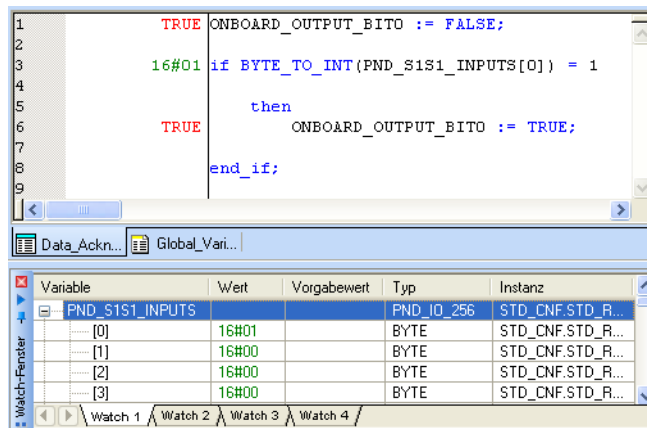 1 TRUE ONBOARD_OUTPUT_BIT0 := FALSE;
2
3 16#01 if BYTE_TO_INT(PND_S1S1_INPUTS[0]) = 1
4
5 then
6 TRUE ONBOARD_OUTPUT_BIT0 := TRUE;
7
8 end_if;
9
Data_Ackn... Global_Vari...
Variable Wert Vorgabewert Typ Instanz
PND_S1S1_INPUTS PND_IO_256 STD_CNF.STD_R...
[0] 16#01 BYTE STD_CNF.STD_R...
[1] 16#00 BYTE STD_CNF.STD_R...
[2] 16#00 BYTE STD_CNF.STD_R...
[3] 16#00 BYTE STD_CNF.STD_R...
Watch-Fenster
Watch 1 Watch 2 Watch 3 Watch 4